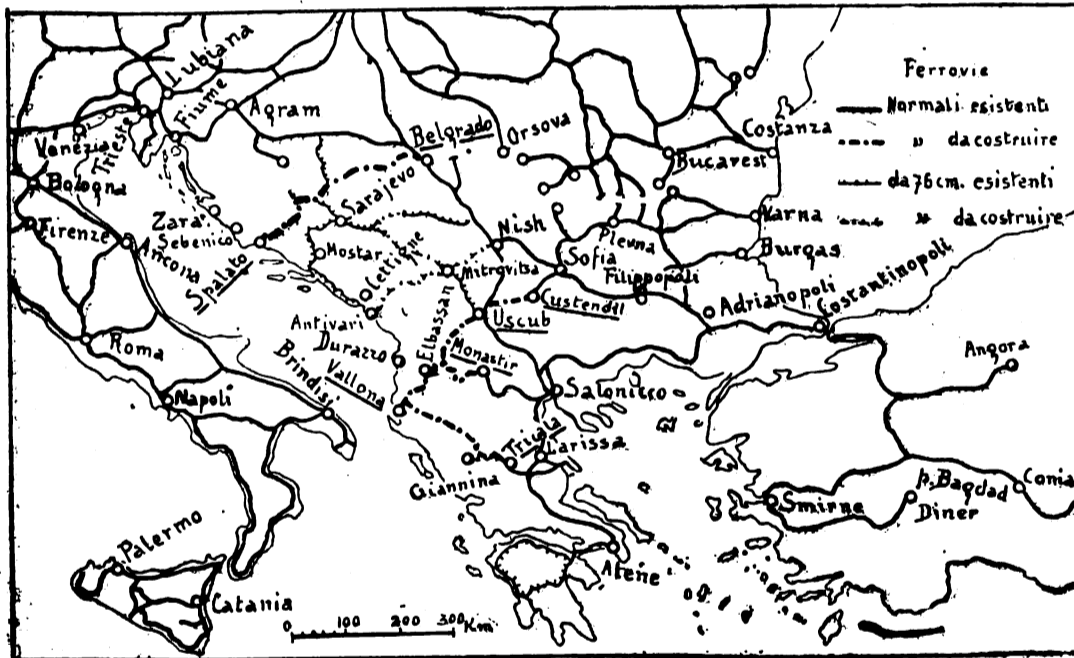 Lubiana
Fiume
Agram
Trieste
Venezia
Bologna
Firenze
Ancona
Zara
Sebenico
Spalato
Roma
Napoli
Brindisi
Palermo
Catania
Belgrado
Orsova
Sarajevo
Mostar
Cettigne
Antivari
Durazzo
Vallona
Elbassan
Monastir
Mitrovitsa
Nish
Uscub
Custendil
Sofia
Plevna
Filippopoli
Bucarest
Costanza
Varna
Burgas
Adrianopoli
Costantinopoli
Salonicco
Giannina
Tricala
Larissa
Atene
Angora
Smirne
p. Bagdad
Diner
Conia
Ferrovie
Normali esistenti
" da costruire
da 76 cm. esistenti
" da costruire
0 100 200 300 Km